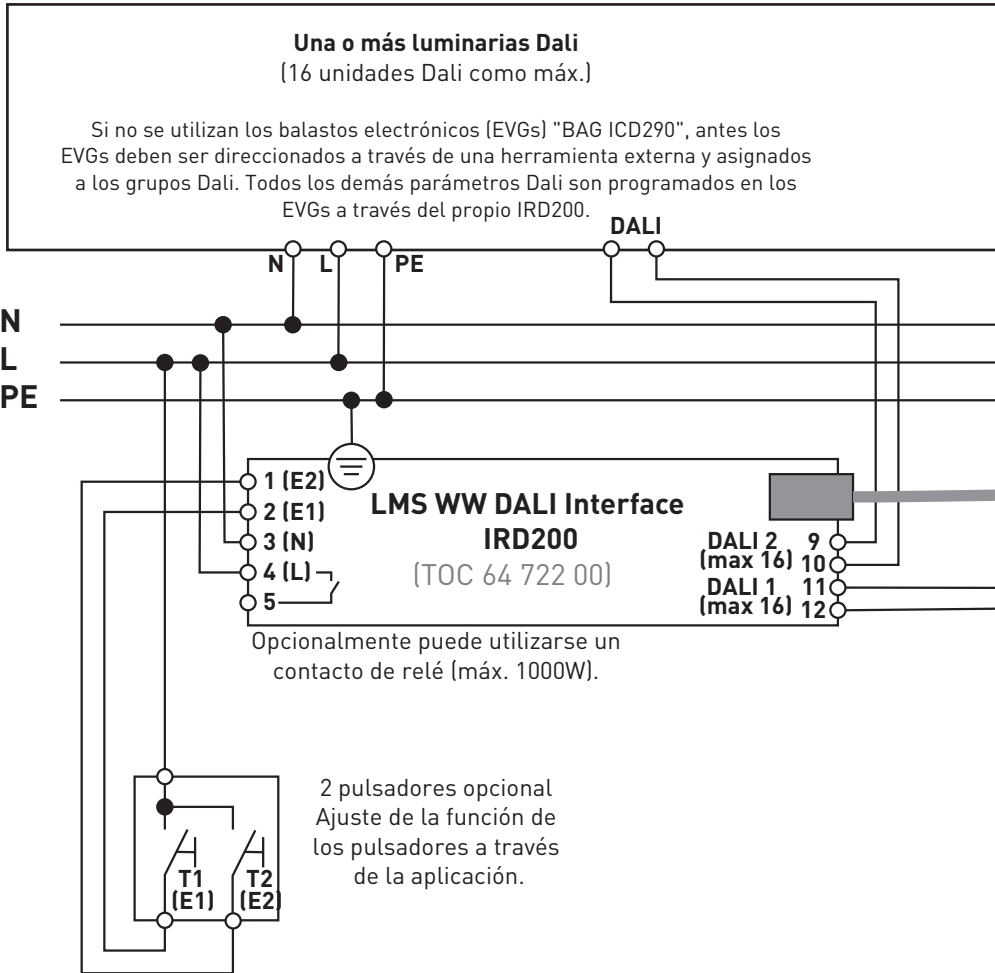 Una o más luminarias Dali
(16 unidades Dali como máx.)
Si no se utilizan los balastos electrónicos (EVGs) "BAG ICD290", antes los
EVGs deben ser direccionados a través de una herramienta externa y asignados
a los grupos Dali. Todos los demás parámetros Dali son programados en los
EVGs a través del propio IRD200.
DALI
N L PE
N
L
PE
1 (E2)
2 (E1)
3 (N)
4 (L)
5
LMS WW DALI Interface
IRD200
(TOC 64 722 00)
DALI 2 9
(max 16) 10
DALI 1 11
(max 16) 12
Opcionalmente puede utilizarse un
contacto de relé (máx. 1000W).
2 pulsadores opcional
Ajuste de la función de
los pulsadores a través
de la aplicación.
T1
(E1)
T2
(E2)